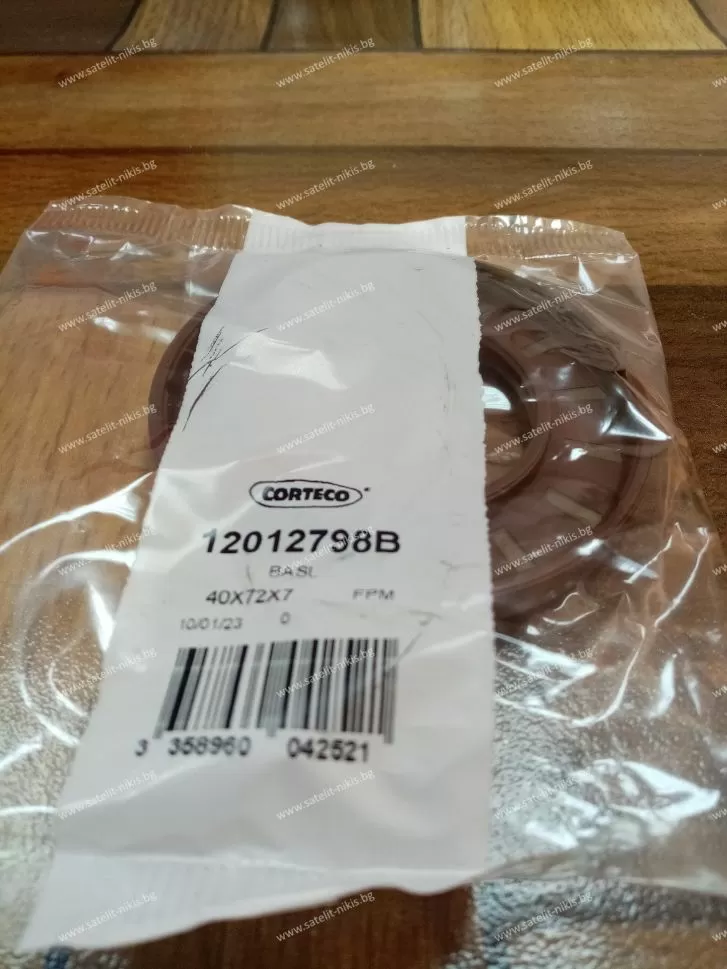 CORTECO
12012798B
BASL
40X72X7 FPM
10/01/23 0
3 358960 042521
www.satelit-nikis.bg